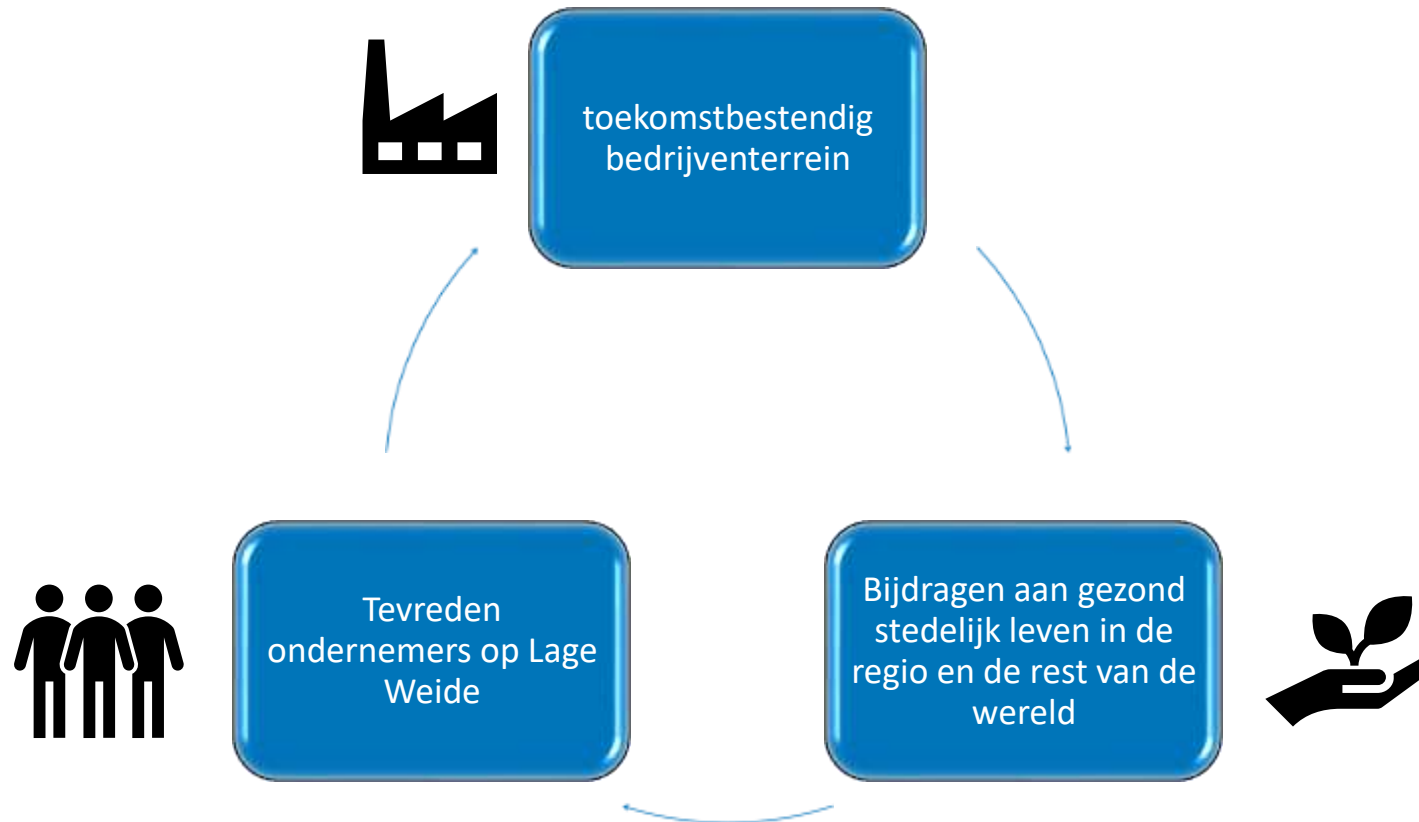 toekomstbestendig
bedrijventerrein
Tevreden
ondernemers op Lage
Weide
Bijdragen aan gezond
stedelijk leven in de
regio en de rest van de
wereld